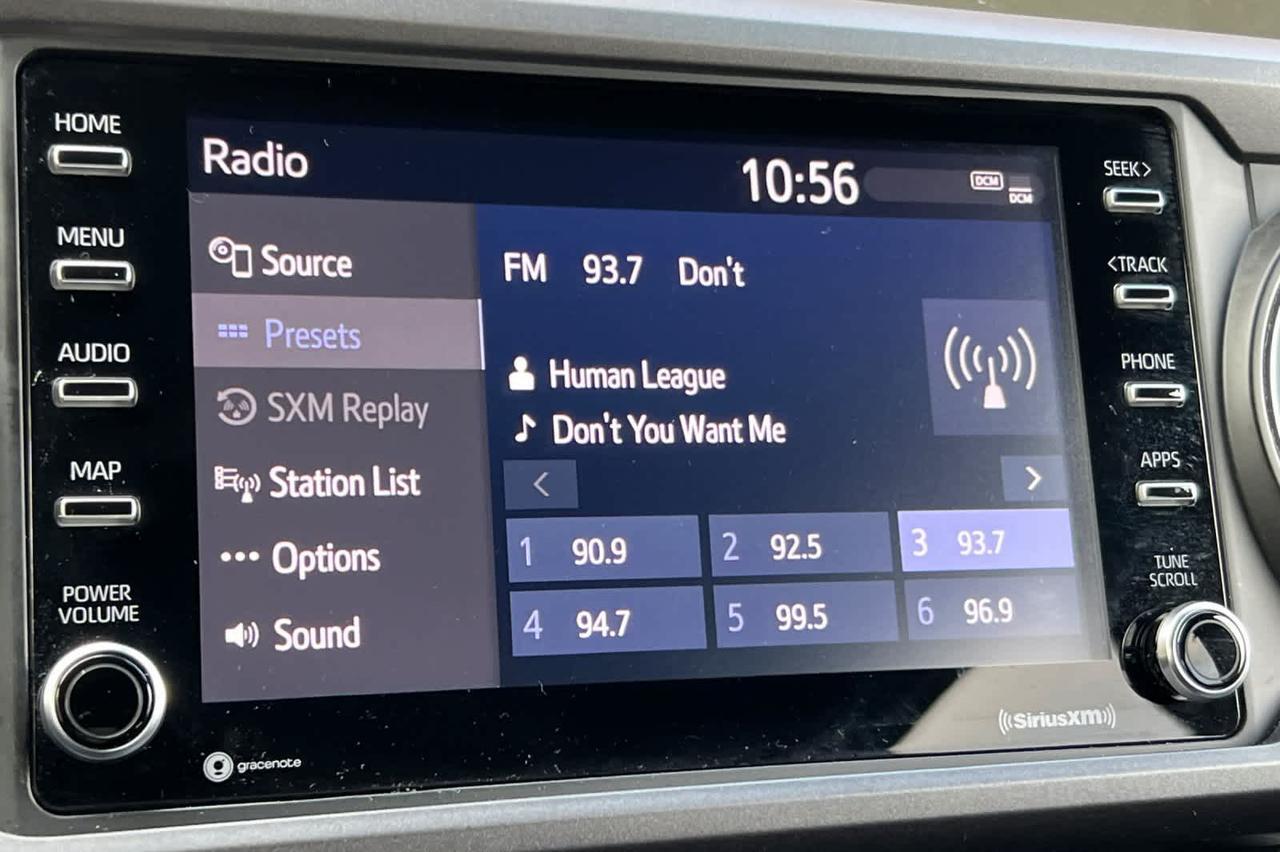 HOME
MENU
AUDIO
MAP
POWER
VOLUME
Radio
10:56
DCM
DCM
Source
Presets
SXM Replay
Station List
Options
Sound
FM 93.7 Don't
Human League
Don't You Want Me
<
>
1 90.9
2 92.5
3 93.7
4 94.7
5 99.5
6 96.9
SEEK>
<TRACK
PHONE
APPS
TUNE
SCROLL
gracenote
((SiriusXM))